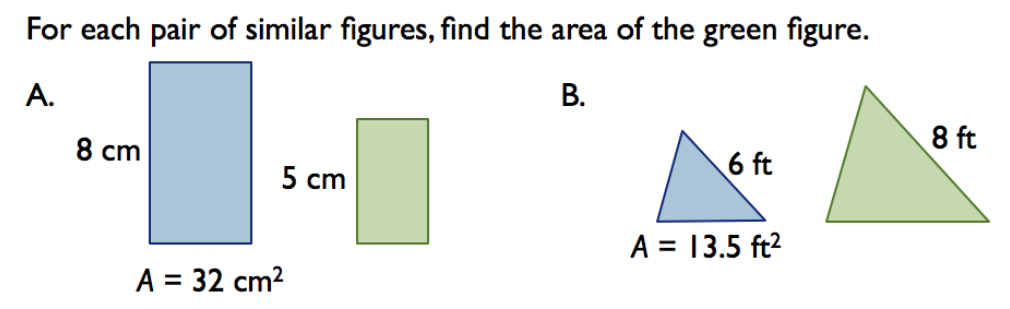 For each pair of similar figures, find the area of the green figure.
A.
8 cm
5 cm
A = 32 cm²
B.
6 ft
8 ft
A = 13.5 ft²